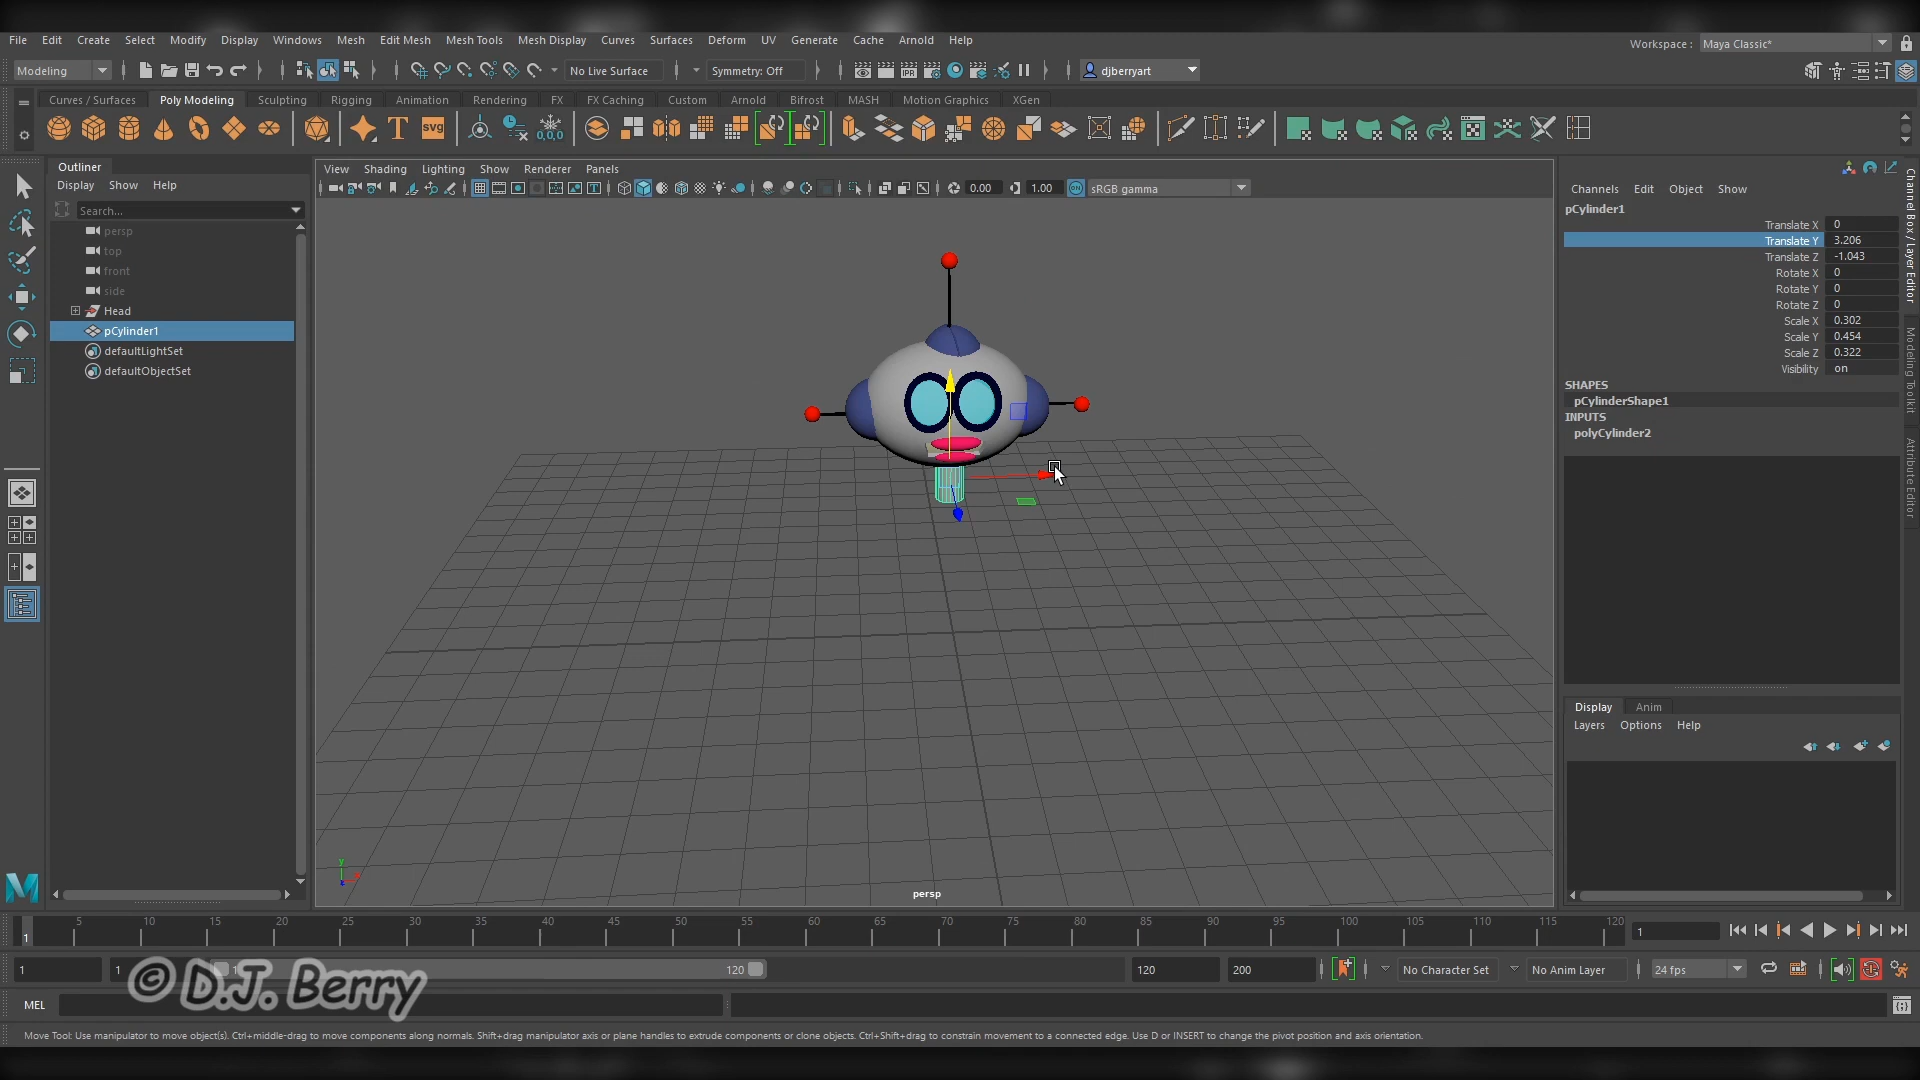 File Edit Create Select Modify Display Windows Mesh Edit Mesh Mesh Tools Mesh Display Curves Surfaces Deform UV Generate Cache Arnold Help
Workspace : Maya Classic*
Modeling
No Live Surface
Symmetry: Off
djberryart
Curves / Surfaces Poly Modeling Sculpting Rigging Animation Rendering FX FX Caching Custom Arnold Bifrost MASH Motion Graphics XGen
Outliner
Display Show Help
Search...
persp
top
front
side
Head
pCylinder1
defaultLightSet
defaultObjectSet
View Shading Lighting Show Renderer Panels
0.00 1.00 sRGB gamma
persp
Channels Edit Object Show
pCylinder1
Translate X 0
Translate Y 3.206
Translate Z -1.043
Rotate X 0
Rotate Y 0
Rotate Z 0
Scale X 0.302
Scale Y 0.454
Scale Z 0.322
Visibility on
SHAPES
pCylinderShape1
INPUTS
polyCylinder2
Channel Box / Layer Editor
Modeling Toolkit
Attribute Editor
Display Anim
Layers Options Help
5 10 15 20 25 30 35 40 45 50 55 60 65 70 75 80 85 90 95 100 105 110 115 120
1
1
1 1 120 120 200 No Character Set No Anim Layer 24 fps
© D.J. Berry
MEL
Move Tool: Use manipulator to move object(s). Ctrl+middle-drag to move components along normals. Shift+drag manipulator axis or plane handles to extrude components or clone objects. Ctrl+Shift+drag to constrain movement to a connected edge. Use D or INSERT to change the pivot position and axis orientation.